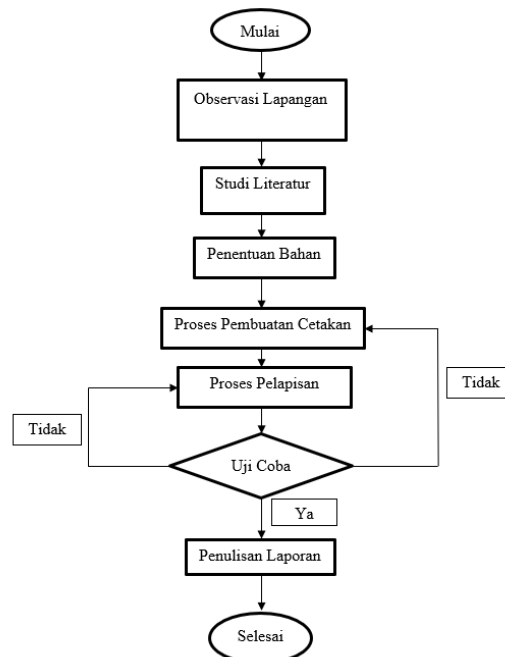 Mulai
Observasi Lapangan
Studi Literatur
Penentuan Bahan
Proses Pembuatan Cetakan
Proses Pelapisan
Tidak
Tidak
Uji Coba
Ya
Penulisan Laporan
Selesai